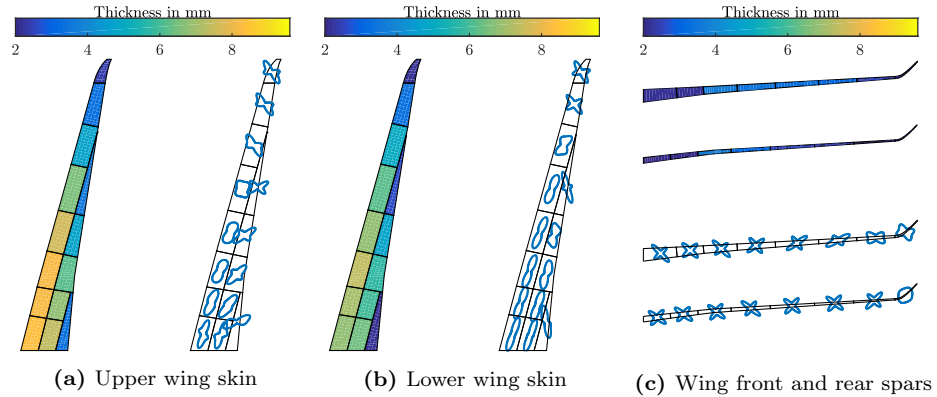 Thickness in mm
2 4 6 8
(a) Upper wing skin
Thickness in mm
2 4 6 8
(b) Lower wing skin
Thickness in mm
2 4 6 8
(c) Wing front and rear spars